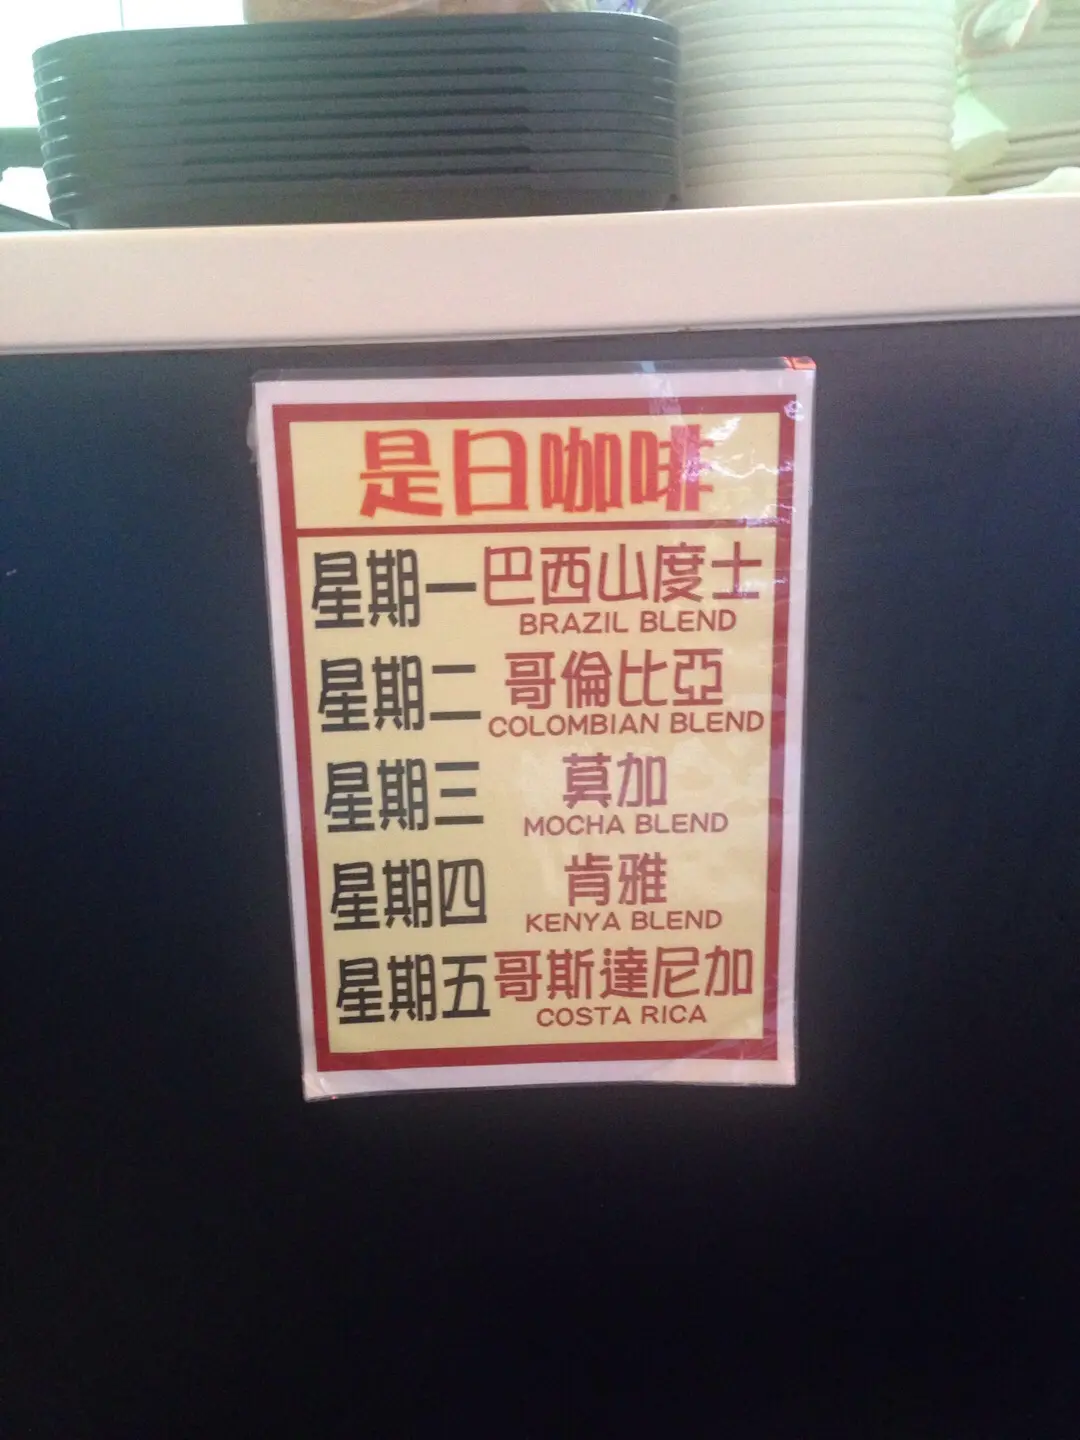 是日咖啡
星期一 巴西山度士
BRAZIL BLEND
星期二 哥倫比亞
COLOMBIAN BLEND
星期三 莫加
MOCHA BLEND
星期四 肯雅
KENYA BLEND
星期五 哥斯達尼加
COSTA RICA